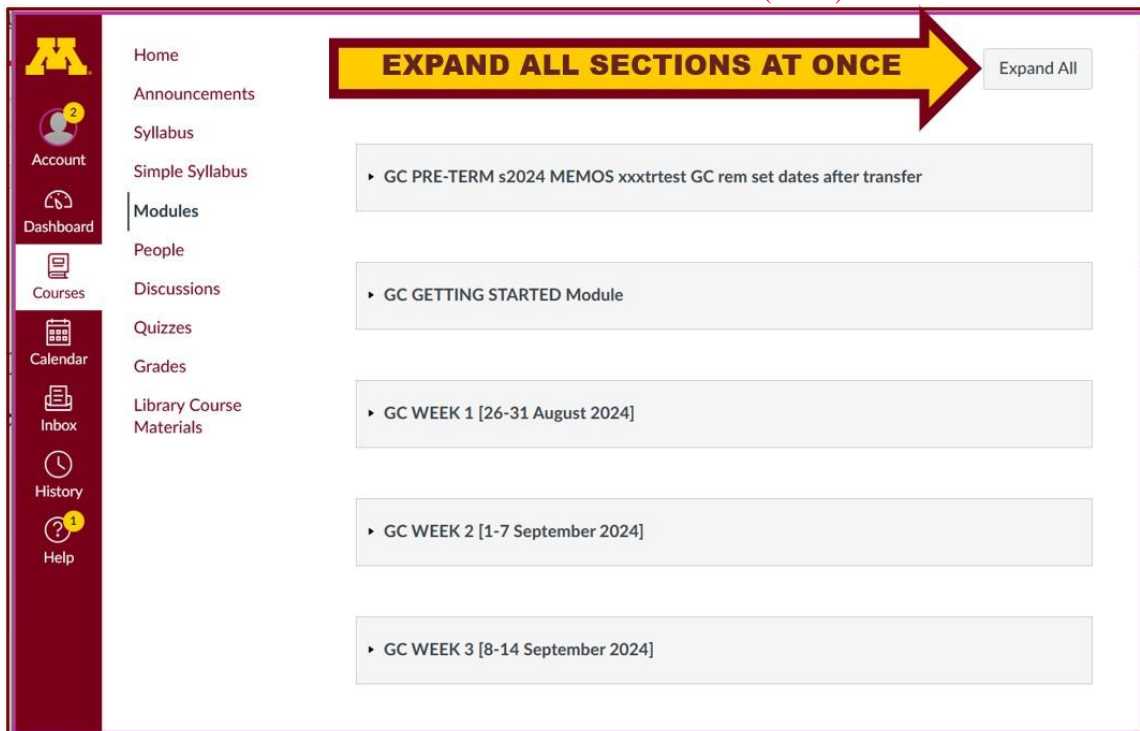 M
2
Account
Dashboard
Courses
Calendar
Inbox
History
1
Help
Home
Announcements
Syllabus
Simple Syllabus
Modules
People
Discussions
Quizzes
Grades
Library Course
Materials
EXPAND ALL SECTIONS AT ONCE
Expand All
GC PRE-TERM s2024 MEMOS xxxtrtest GC rem set dates after transfer
GC GETTING STARTED Module
GC WEEK 1 [26-31 August 2024]
GC WEEK 2 [1-7 September 2024]
GC WEEK 3 [8-14 September 2024]